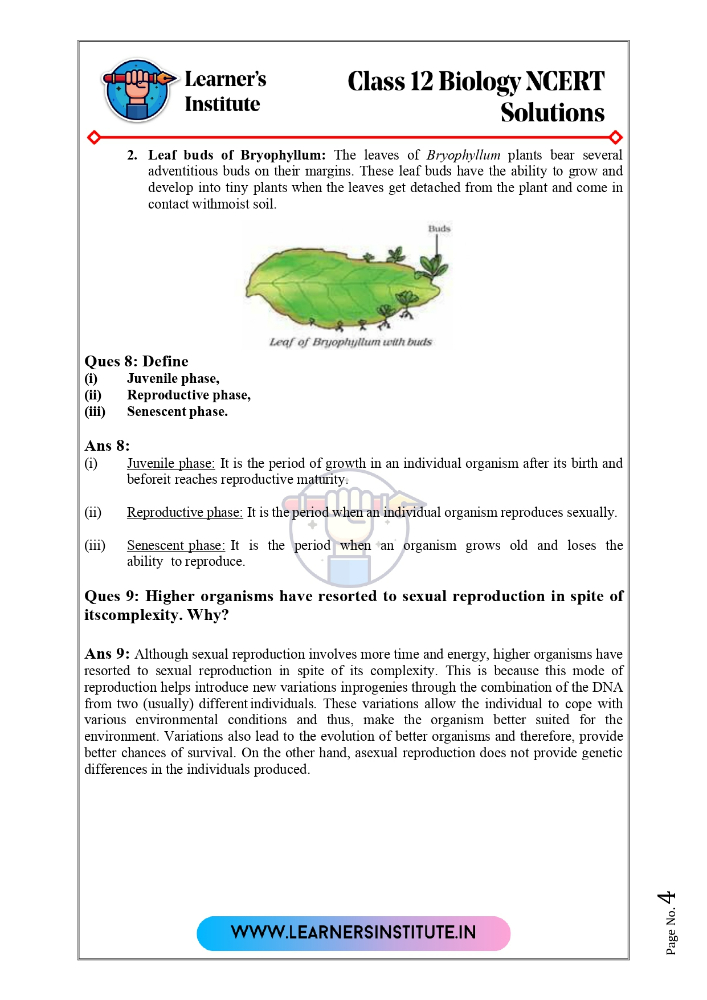 Learner's
Institute
Class 12 Biology NCERT
Solutions
2. Leaf buds of Bryophyllum: The leaves of Bryophyllum plants bear several
adventitious buds on their margins. These leaf buds have the ability to grow and
develop into tiny plants when the leaves get detached from the plant and come in
contact withmoist soil.
Buds
Leaf of Bryophyllum with buds
Ques 8: Define
(i) Juvenile phase,
(ii) Reproductive phase,
(iii) Senescent phase.
Ans 8:
(i) Juvenile phase: It is the period of growth in an individual organism after its birth and
beforeit reaches reproductive maturity.
(ii) Reproductive phase: It is the period when an individual organism reproduces sexually.
(iii) Senescent phase: It is the period when an organism grows old and loses the
ability to reproduce.
Ques 9: Higher organisms have resorted to sexual reproduction in spite of
itscomplexity. Why?
Ans 9: Although sexual reproduction involves more time and energy, higher organisms have
resorted to sexual reproduction in spite of its complexity. This is because this mode of
reproduction helps introduce new variations inprogenies through the combination of the DNA
from two (usually) different individuals. These variations allow the individual to cope with
various environmental conditions and thus, make the organism better suited for the
environment. Variations also lead to the evolution of better organisms and therefore, provide
better chances of survival. On the other hand, asexual reproduction does not provide genetic
differences in the individuals produced.
WWW.LEARNERSINSTITUTE.IN
Page No. 4